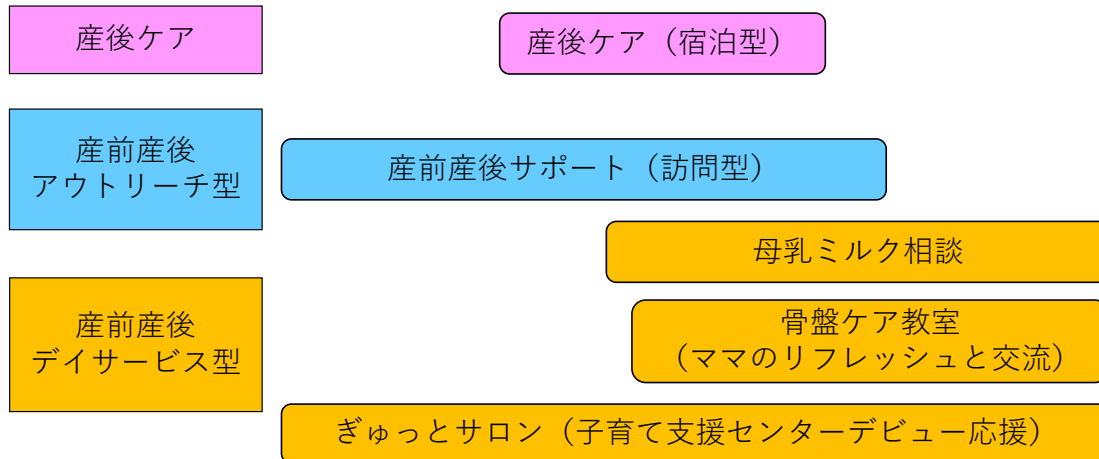 産後ケア
産後ケア（宿泊型）
産前産後
アウトリーチ型
産前産後サポート（訪問型）
母乳ミルク相談
産前産後
デイサービス型
骨盤ケア教室
（ママのリフレッシュと交流）
ぎゅっとサロン（子育て支援センターデビュー応援）